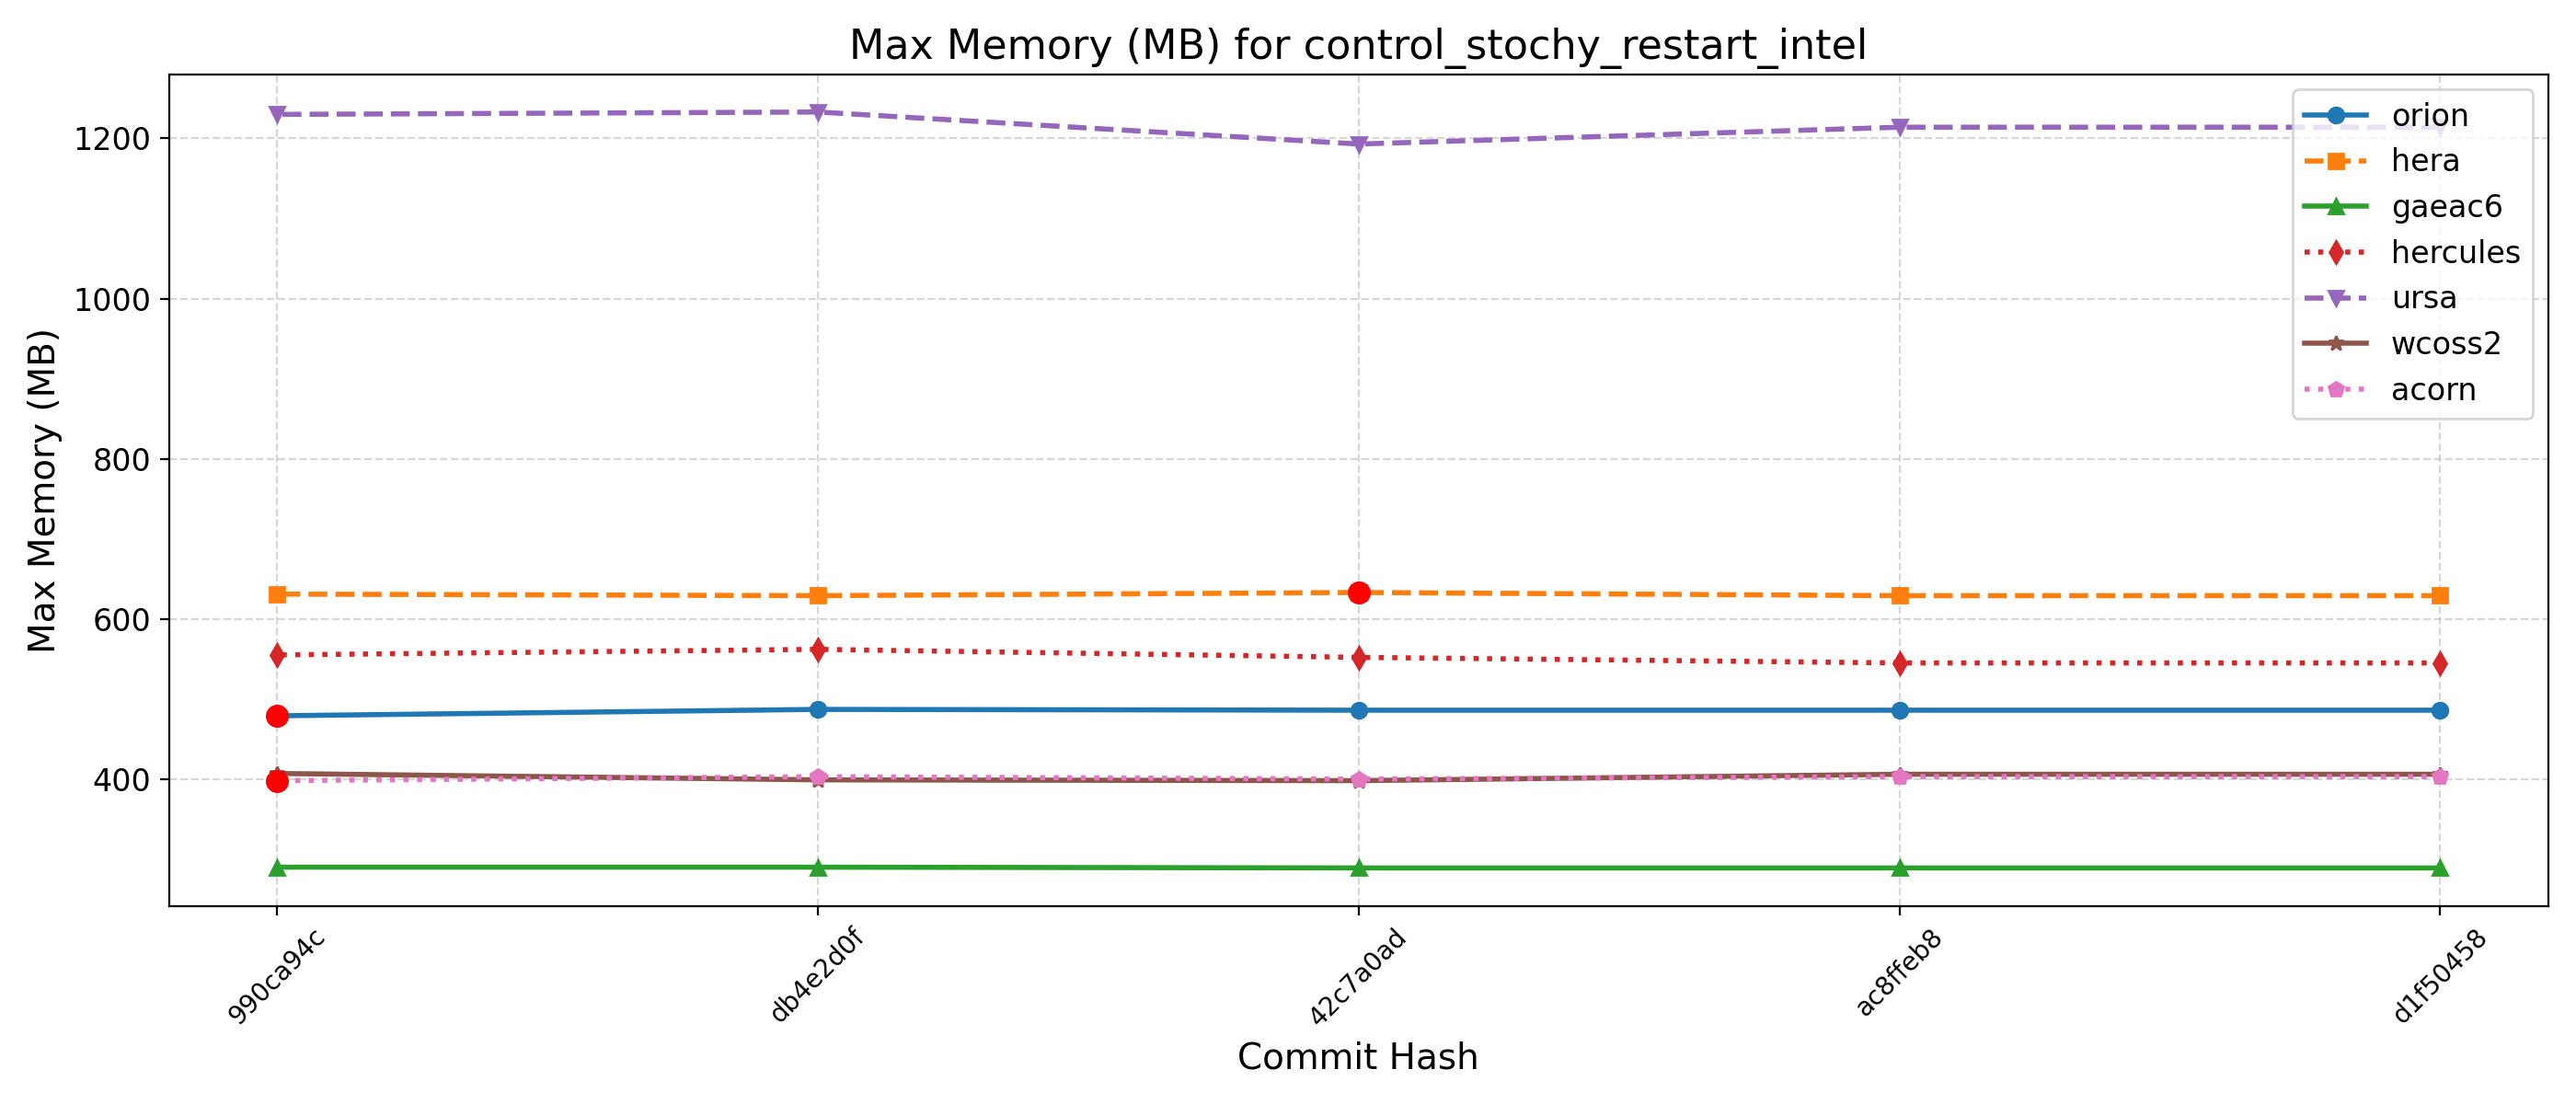 Max Memory (MB) for control_stochy_restart_intel
Max Memory (MB)
1200
1000
800
600
400
orion
hera
gaeac6
hercules
ursa
wcoss2
acorn
990ca94c
db4e2d0f
42c7a0ad
ac8ffeb8
d1f50458
Commit Hash